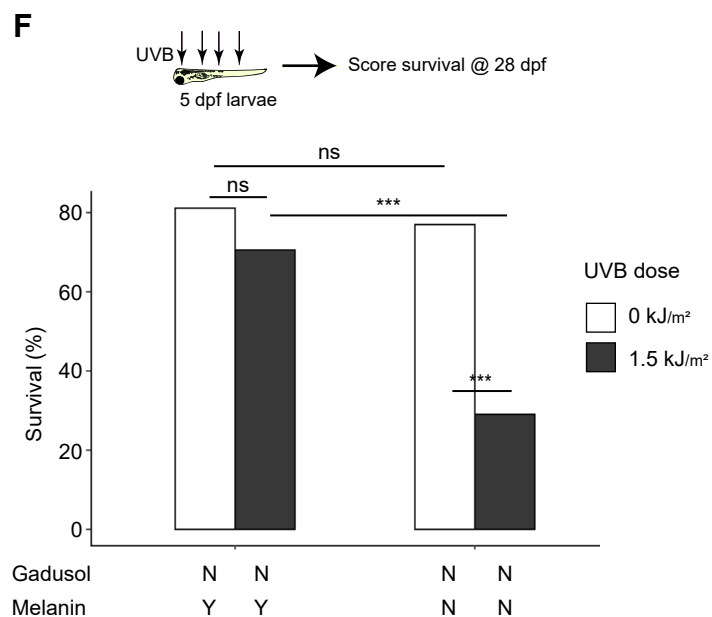 F
UVB
Score survival @ 28 dpf
5 dpf larvae
ns
ns
***
80
60
40
20
0
Survival (%)
***
UVB dose
0 kJ/m²
1.5 kJ/m²
Gadusol N N N N
Melanin Y Y N N